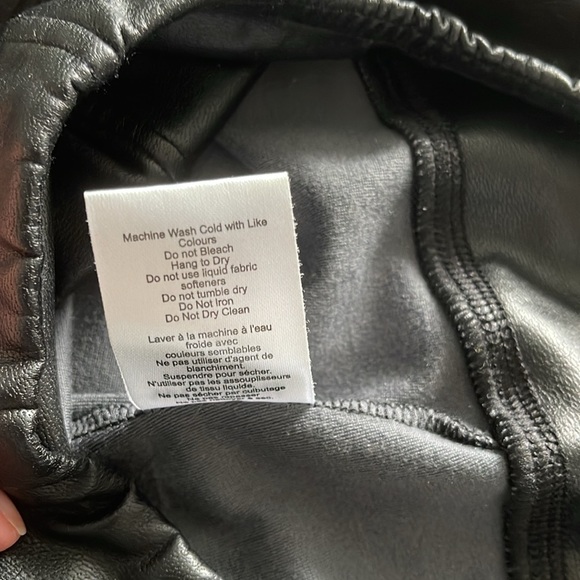 Machine Wash Cold with Like
Colours
Do not Bleach
Hang to Dry
Do not use liquid fabric
softeners
Do not tumble dry
Do Not Iron
Do Not Dry Clean
Laver à la machine à l'eau
froide avec
couleurs semblables
Ne pas utiliser d'agent de
blanchiment.
Suspendre pour sécher.
N'utiliser pas les assouplisseurs
de tissu liquide.
Ne pas sécher par culbutage
Ne pas repasser